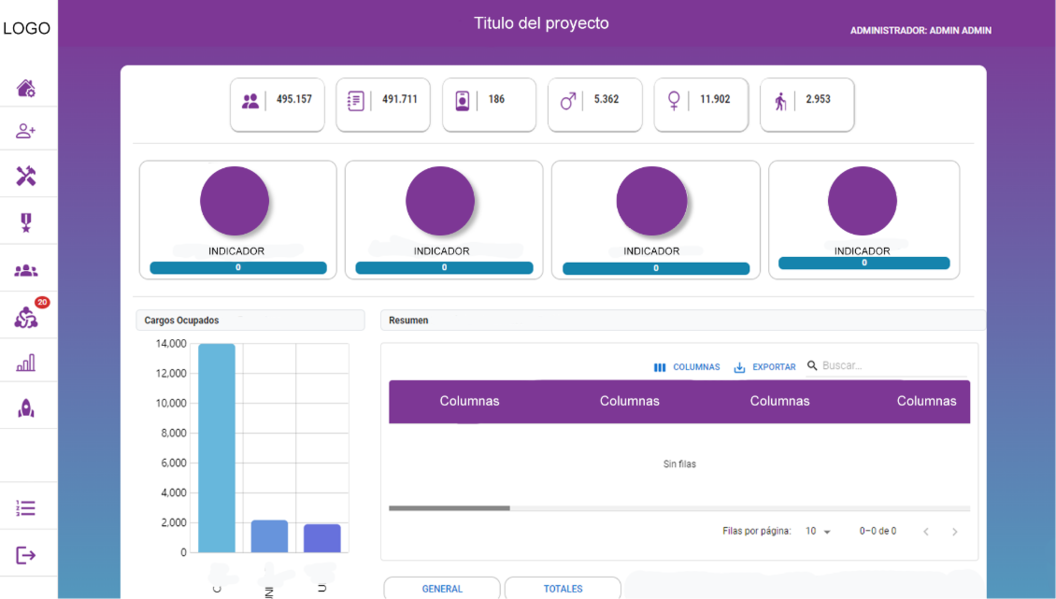 LOGO
Titulo del proyecto
ADMINISTRADOR: ADMIN ADMIN
495.157
491.711
186
5.362
11.902
2.953
INDICADOR
0
INDICADOR
0
INDICADOR
0
INDICADOR
0
20
Cargos Ocupados
14,000
12,000
10,000
8,000
6,000
4,000
2,000
0
Resumen
COLUMNAS EXPORTAR Buscar...
Columnas Columnas Columnas Columnas
Sin filas
Filas por página: 10 0–0 de 0
GENERAL TOTALES